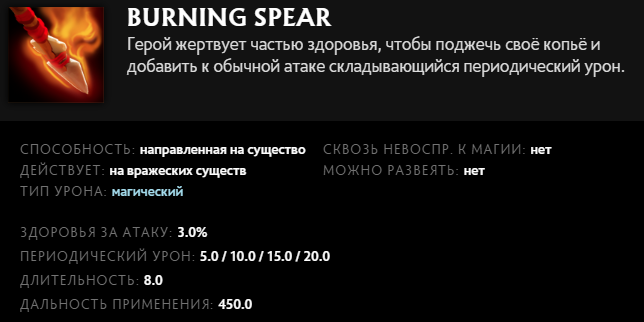 BURNING SPEAR
Герой жертвует частью здоровья, чтобы поджечь своё копьё и
добавить к обычной атаке складывающийся периодический урон.
СПОСОБНОСТЬ: направленная на существо
СКВОЗЬ НЕВОСПР. К МАГИИ: нет
ДЕЙСТВУЕТ: на вражеских существ
МОЖНО РАЗВЕЯТЬ: нет
ТИП УРОНА: магический
ЗДОРОВЬЯ ЗА АТАКУ: 3.0%
ПЕРИОДИЧЕСКИЙ УРОН: 5.0 / 10.0 / 15.0 / 20.0
ДЛИТЕЛЬНОСТЬ: 8.0
ДАЛЬНОСТЬ ПРИМЕНЕНИЯ: 450.0